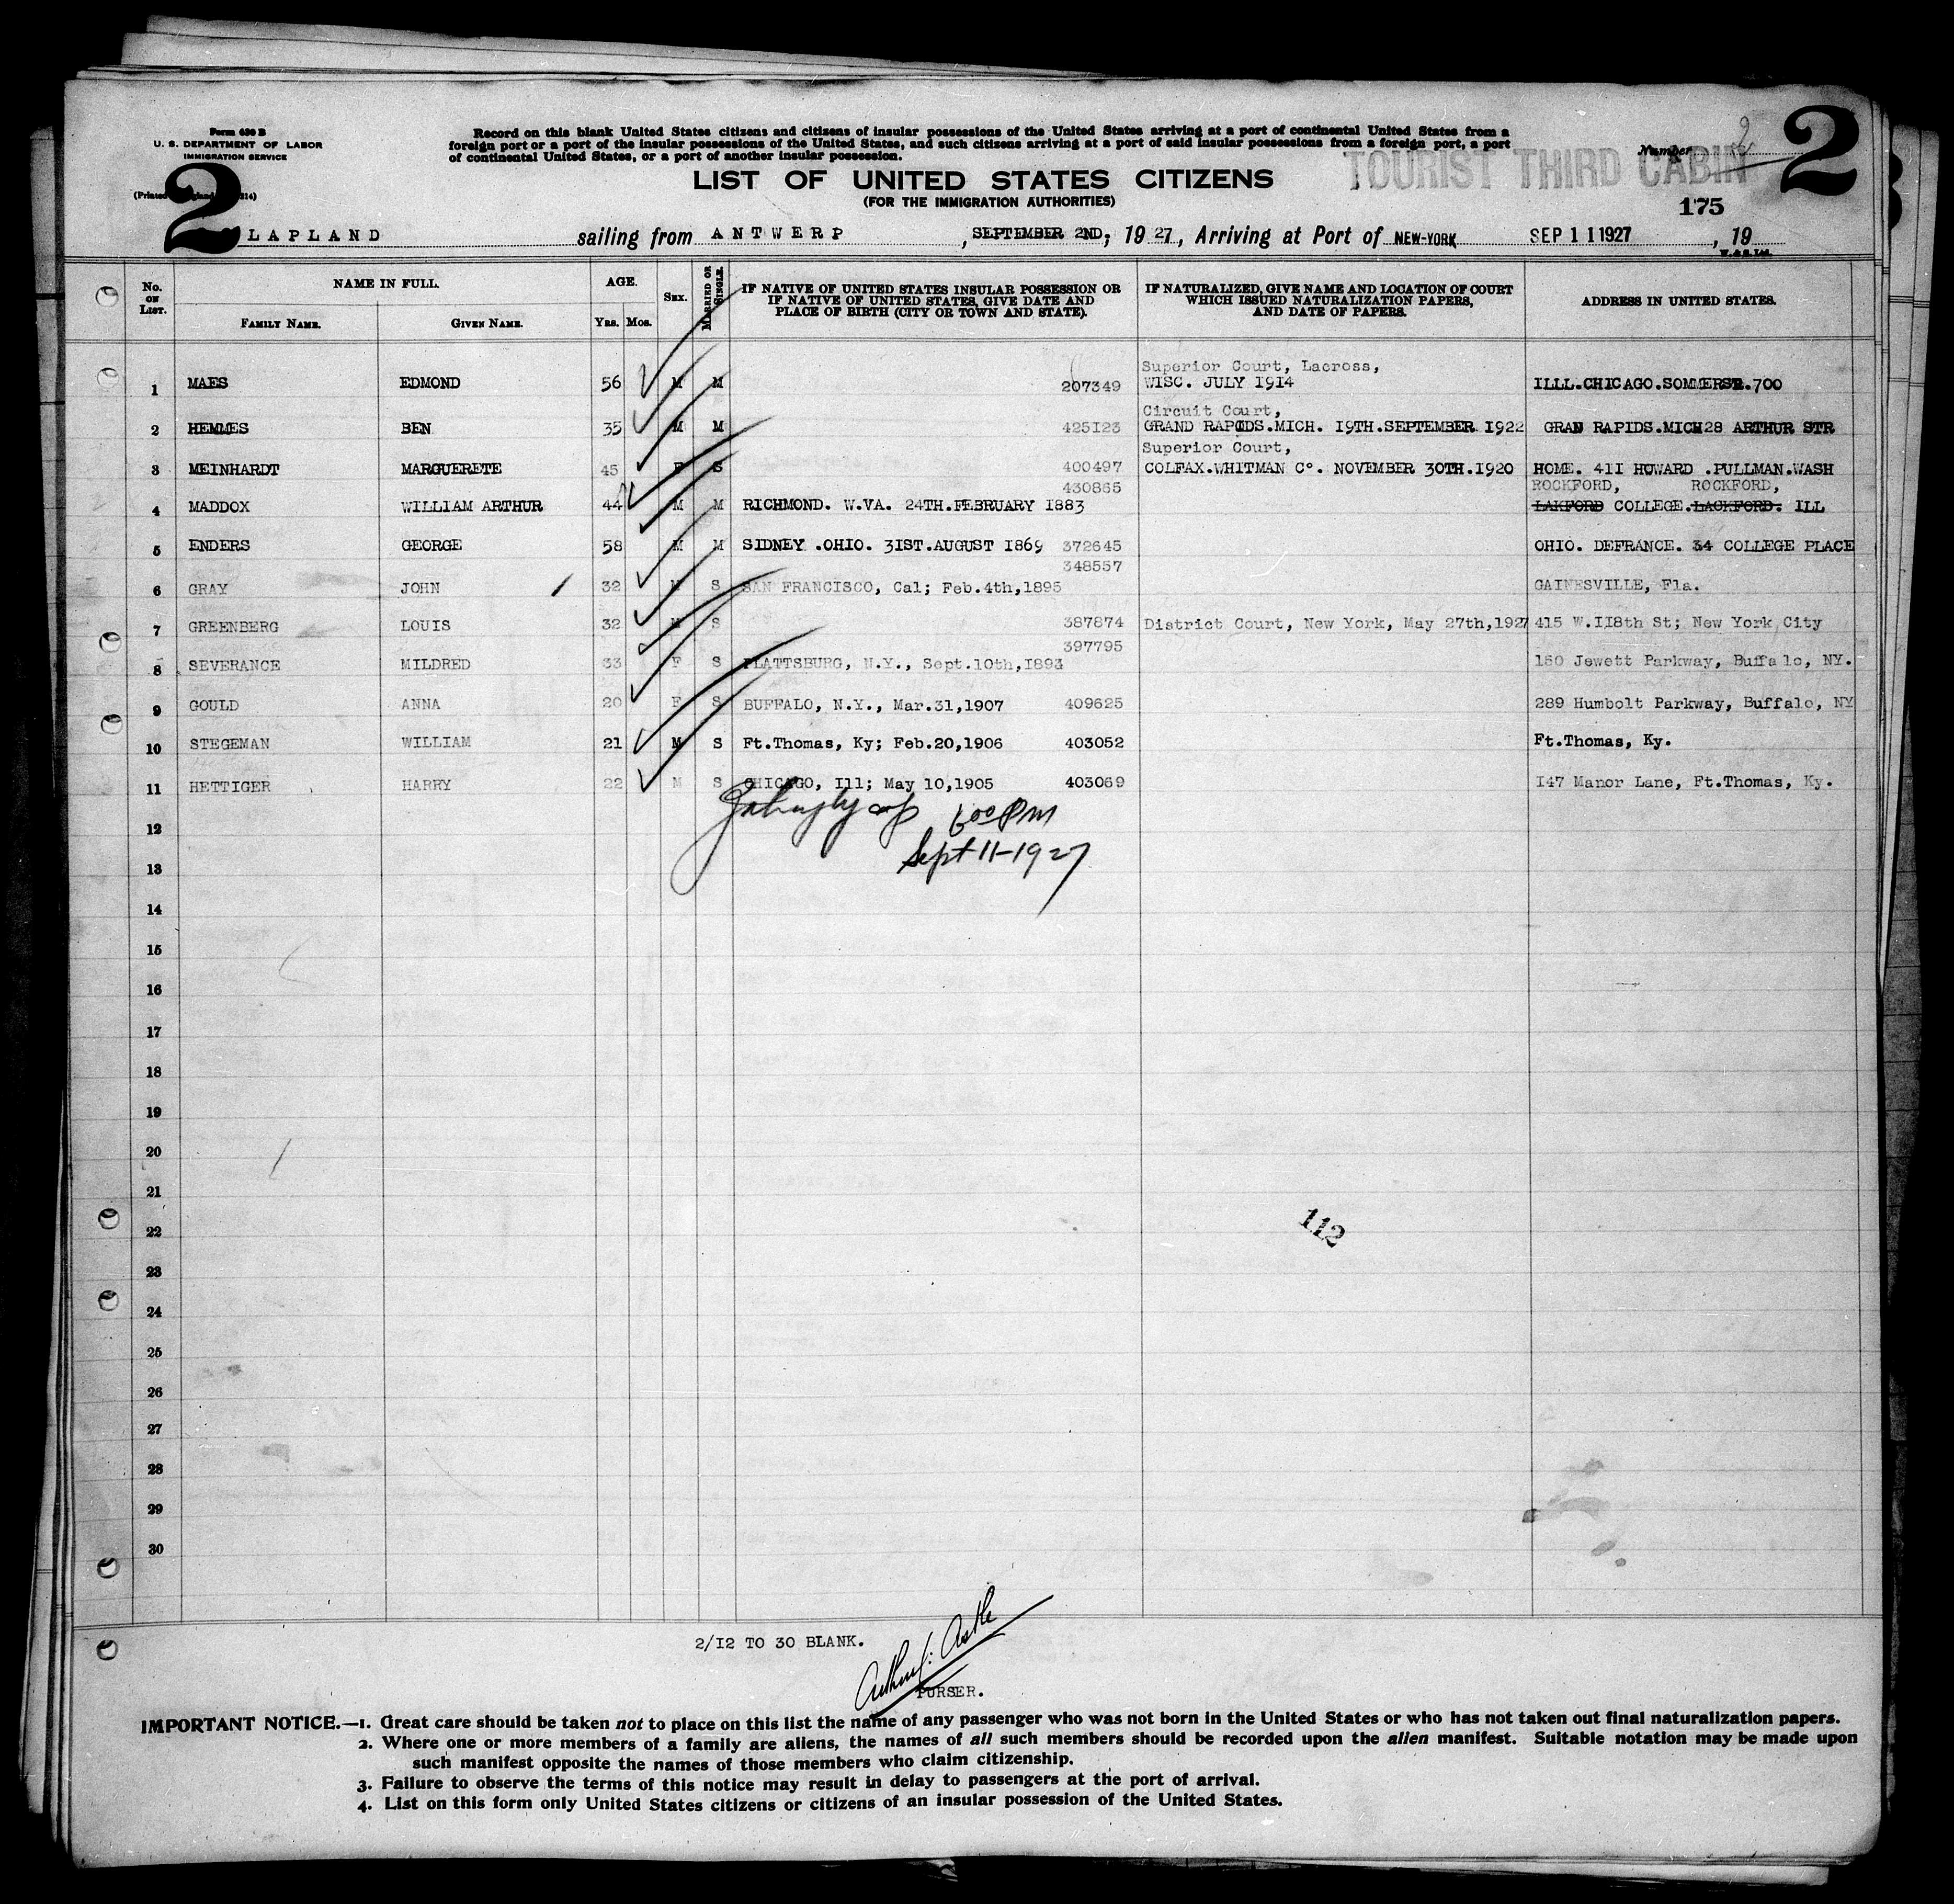 Form 630 B
U. S. DEPARTMENT OF LABOR
IMMIGRATION SERVICE
Record on this blank United States citizens and citizens of insular possessions of the United States arriving at a port of continental United States from a
foreign port or a port of the insular possessions of the United States, and such citizens arriving at a port of said insular possessions from a foreign port, a port
of continental United States, or a port of another insular possession.
Number 2
2
TOURIST THIRD CABIN
LIST OF UNITED STATES CITIZENS
(FOR THE IMMIGRATION AUTHORITIES)
175
2
LAPLAND sailing from ANTWERP, SEPTEMBER 2ND; 1927, Arriving at Port of NEW-YORK SEP 11 1927, 19
W. & S. Ltd.
No. ON LIST. NAME IN FULL. AGE. SEX. MARRIED OR SINGLE. IF NATIVE OF UNITED STATES INSULAR POSSESSION OR IF NATIVE OF UNITED STATES, GIVE DATE AND PLACE OF BIRTH (CITY OR TOWN AND STATE). IF NATURALIZED, GIVE NAME AND LOCATION OF COURT WHICH ISSUED NATURALIZATION PAPERS, AND DATE OF PAPERS. ADDRESS IN UNITED STATES.
FAMILY NAME. GIVEN NAME. YRS. MOS.
Superior Court, Lacross,
1 MAES EDMOND 56 M M 207349 WISC. JULY 1914 ILLL.CHICAGO.SOMMERSTR.700
Circuit Court,
2 HEMMES BEN 35 M M 425123 GRAND RAPIDS.MICH. 19TH.SEPTEMBER 1922 GRAN RAPIDS.MICH28 ARTHUR STR
Superior Court,
3 MEINHARDT MARGUERETE 45 F S 400497 COLFAX.WHITMAN Co. NOVEMBER 30TH.1920 HOME. 411 HOWARD .PULLMAN.WASH
430865 ROCKFORD, ROCKFORD,
4 MADDOX WILLIAM ARTHUR 44 M M RICHMOND. W.VA. 24TH.FEBRUARY 1883 LAKFORD COLLEGE.LACKFORD. ILL
5 ENDERS GEORGE 58 M M SIDNEY .OHIO. 31ST.AUGUST 1869 372645 OHIO. DEFRANCE. 34 COLLEGE PLACE
348557
6 GRAY JOHN 32 M S SAN FRANCISCO, Cal; Feb.4th,1895 GAINESVILLE, Fla.
7 GREENBERG LOUIS 32 M S 387874 District Court, New York, May 27th,1927 415 W.118th St; New York City
397795
8 SEVERANCE MILDRED 33 F S PLATTSBURG, N.Y., Sept.10th,1893 150 Jewett Parkway, Buffalo, NY.
9 GOULD ANNA 20 F S BUFFALO, N.Y., Mar.31,1907 409625 289 Humbolt Parkway, Buffalo, NY
10 STEGEMAN WILLIAM 21 M S Ft.Thomas, Ky; Feb.20,1906 403052 Ft.Thomas, Ky.
11 HETTIGER HARRY 22 M S CHICAGO, Ill; May 10,1905 403069 147 Manor Lane, Ft.Thomas, Ky.
12
600 PM
13
Sept 11-1927
14
15
16
17
18
19
20
21
22
112
23
24
25
26
27
28
29
30
2/12 TO 30 BLANK.
PURSER.
IMPORTANT NOTICE.—1. Great care should be taken not to place on this list the name of any passenger who was not born in the United States or who has not taken out final naturalization papers.
2. Where one or more members of a family are aliens, the names of all such members should be recorded upon the alien manifest. Suitable notation may be made upon
such manifest opposite the names of those members who claim citizenship.
3. Failure to observe the terms of this notice may result in delay to passengers at the port of arrival.
4. List on this form only United States citizens or citizens of an insular possession of the United States.